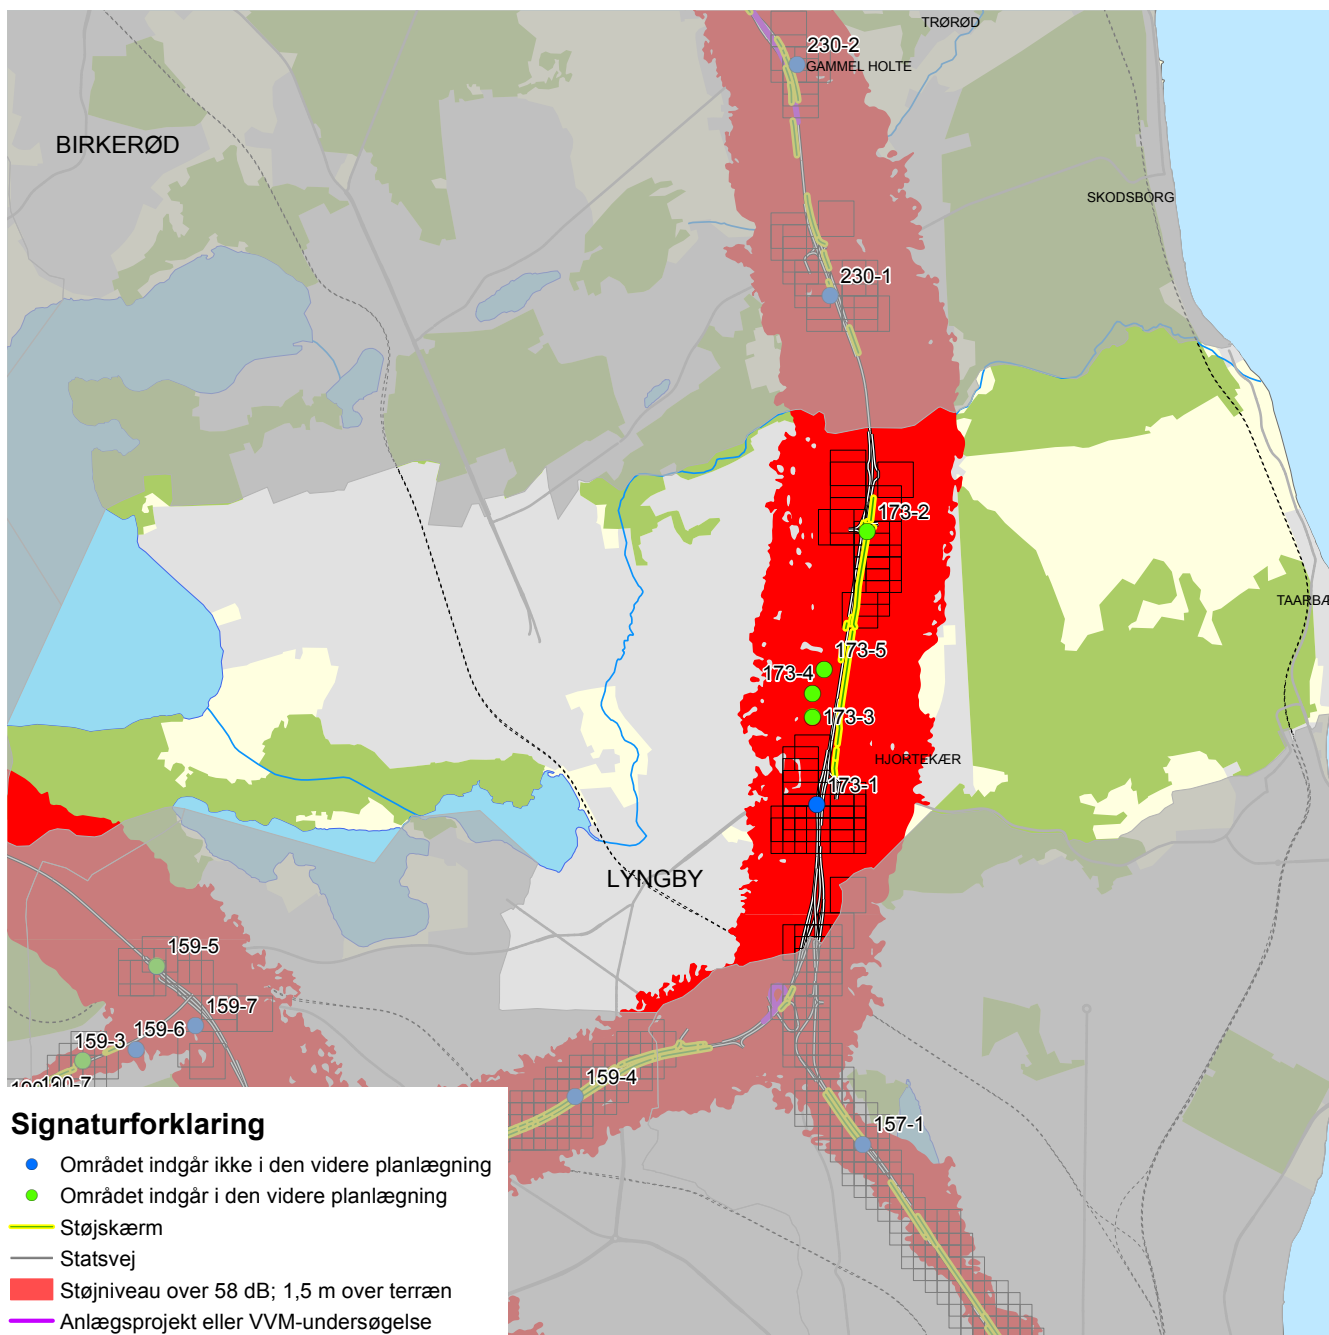 TRØRØD
230-2
GAMMEL HOLTE
BIRKERØD
SKODSBORG
230-1
173-2
TAARBÆ
173-5
173-4
173-3
HJORTEKÆR
173-1
LYNGBY
159-5
159-7
159-3
159-6
159-4
157-1
Signaturforklaring
Området indgår ikke i den videre planlægning
Området indgår i den videre planlægning
Støjskærm
Statsvej
Støjniveau over 58 dB; 1,5 m over terræn
Anlægsprojekt eller VVM-undersøgelse